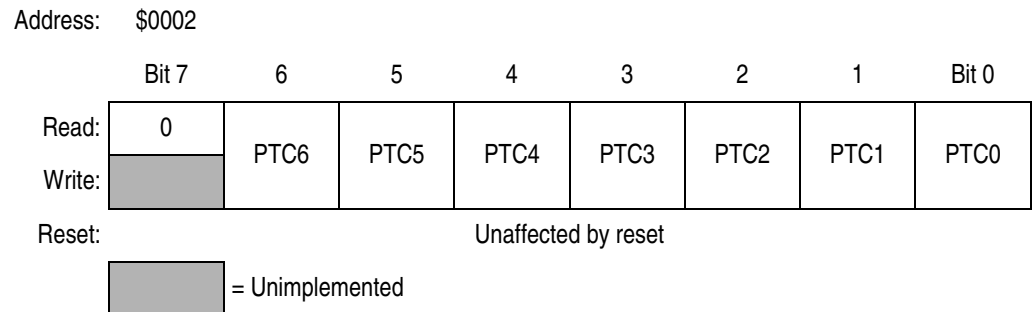 Address: $0002
Bit 7 6 5 4 3 2 1 Bit 0
Read: 0 PTC6 PTC5 PTC4 PTC3 PTC2 PTC1 PTC0
Write:
Reset: Unaffected by reset
= Unimplemented